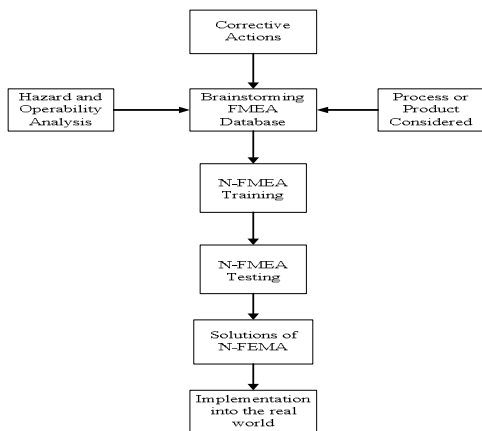 Corrective
Actions
Hazard and
Operability
Analysis
Brainstorming
FMEA
Database
Process or
Product
Considered
N-FMEA
Training
N-FMEA
Testing
Solutions of
N-FEMA
Implementation
into the real
world